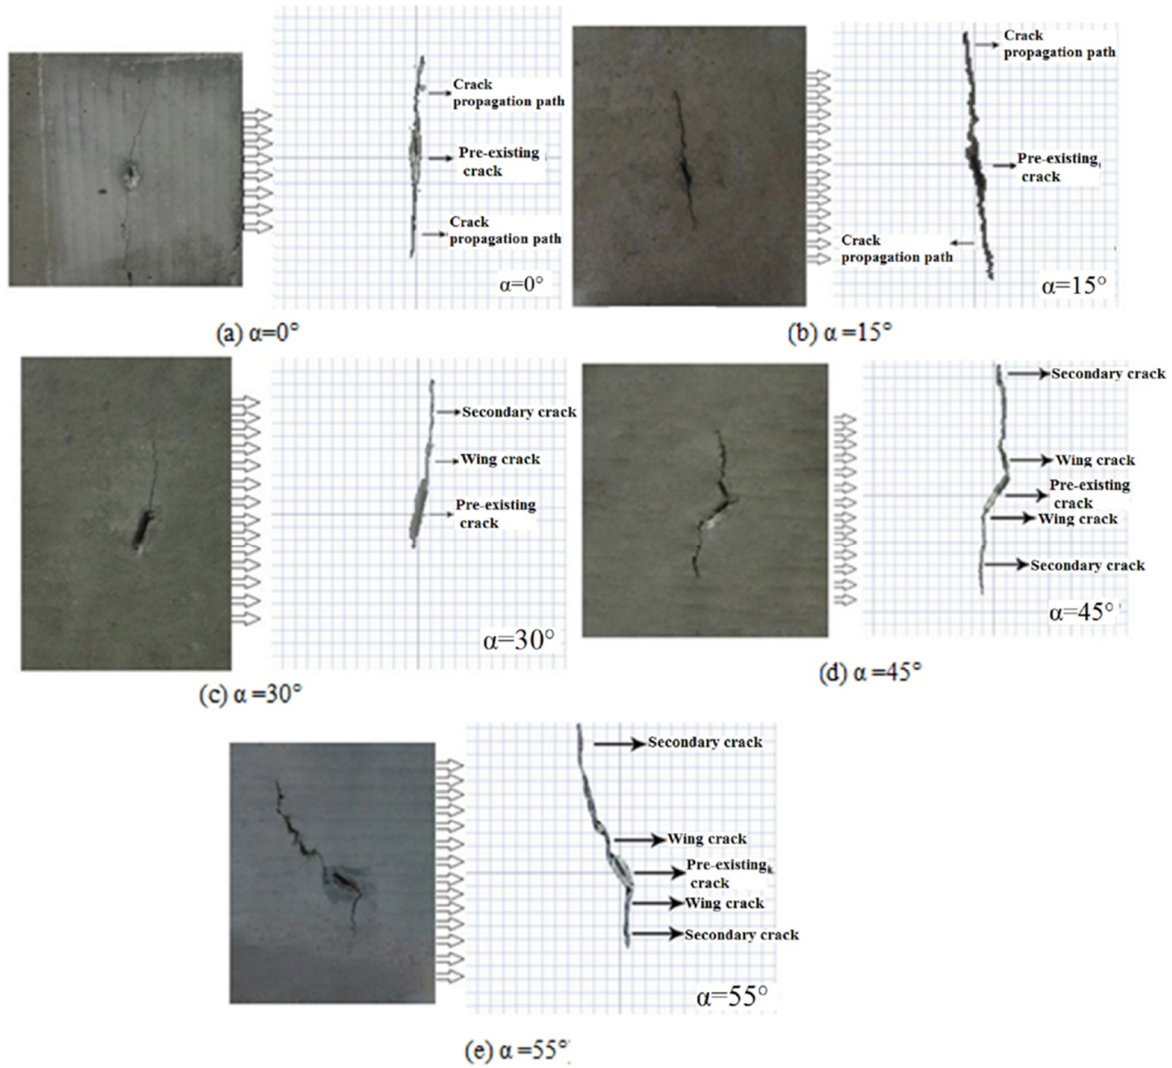 Crack
propagation path
Pre-existing
crack
Crack
propagation path
α=0°
(a) α=0°
Crack
propagation path
Pre-existing
crack
Crack
propagation path
α=15°
(b) α =15°
Secondary crack
Wing crack
Pre-existing
crack
α=30°
(c) α =30°
Secondary crack
Wing crack
Pre-existing
crack
Wing crack
Secondary crack
α=45°
(d) α =45°
Secondary crack
Wing crack
Pre-existing
crack
Wing crack
Secondary crack
α=55°
(e) α =55°